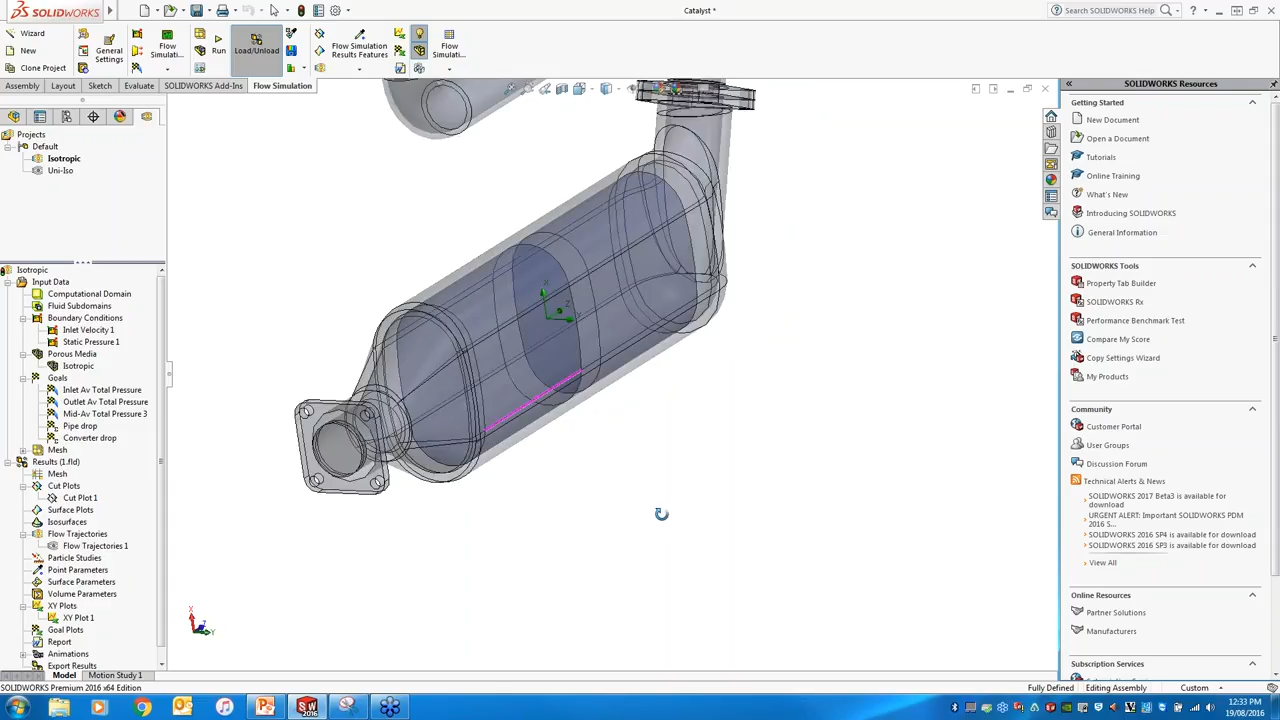 SOLIDWORKS
Catalyst *
Search SOLIDWORKS Help
Wizard
New
Clone Project
General Settings
Flow Simulati...
Run
Load/Unload
Flow Simulation Results Features
Flow Simulati...
Assembly
Layout
Sketch
Evaluate
SOLIDWORKS Add-Ins
Flow Simulation
Projects
Default
Isotropic
Uni-Iso
Isotropic
Input Data
Computational Domain
Fluid Subdomains
Boundary Conditions
Inlet Velocity 1
Static Pressure 1
Porous Media
Isotropic
Goals
Inlet Av Total Pressure
Outlet Av Total Pressure
Mid-Av Total Pressure 3
Pipe drop
Converter drop
Mesh
Results (1.fld)
Mesh
Cut Plots
Cut Plot 1
Surface Plots
Isosurfaces
Flow Trajectories
Flow Trajectories 1
Particle Studies
Point Parameters
Surface Parameters
Volume Parameters
XY Plots
XY Plot 1
Goal Plots
Report
Animations
Export Results
Model
Motion Study 1
X
Z
X
Z
Y
SOLIDWORKS Resources
Getting Started
New Document
Open a Document
Tutorials
Online Training
What's New
Introducing SOLIDWORKS
General Information
SOLIDWORKS Tools
Property Tab Builder
SOLIDWORKS Rx
Performance Benchmark Test
Compare My Score
Copy Settings Wizard
My Products
Community
Customer Portal
User Groups
Discussion Forum
Technical Alerts & News
SOLIDWORKS 2017 Beta3 is available for
download
URGENT ALERT: Important SOLIDWORKS PDM
2016 S...
SOLIDWORKS 2016 SP4 is available for download
SOLIDWORKS 2016 SP3 is available for download
View All
Online Resources
Partner Solutions
Manufacturers
Subscription Services
SOLIDWORKS Premium 2016 x64 Edition
Fully Defined
Editing Assembly
Custom
SW
2016
12:33 PM
19/08/2016